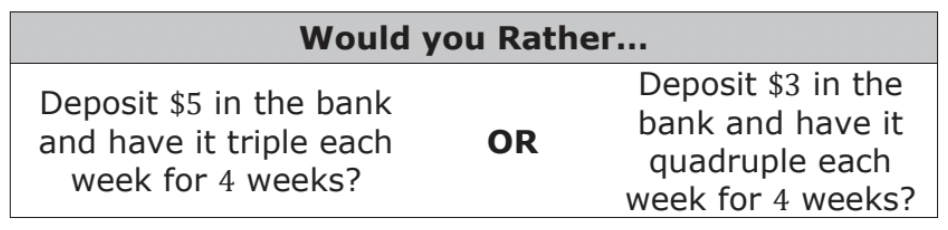 Would you Rather...
Deposit $5 in the bank
and have it triple each
week for 4 weeks?
OR
Deposit $3 in the
bank and have it
quadruple each
week for 4 weeks?